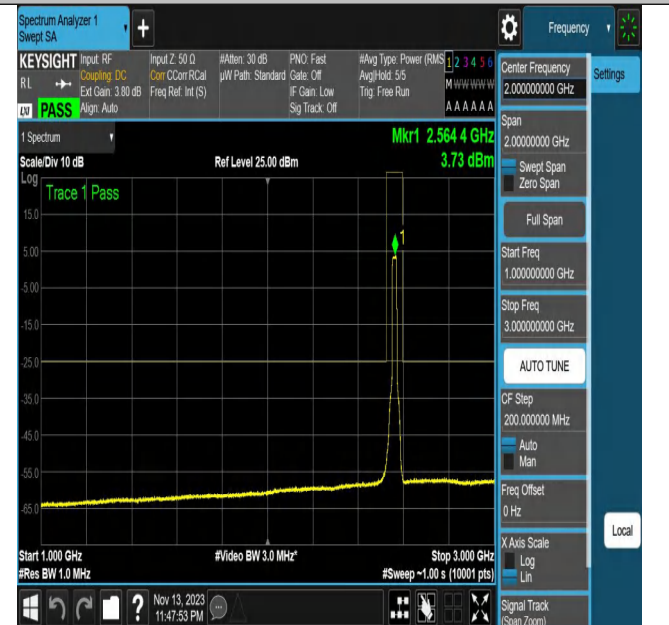 Spectrum Analyzer 1
Swept SA
+
Frequency
KEYSIGHT
RL
LXI
PASS
Input: RF
Coupling: DC
Ext Gain: 3.80 dB
Align: Auto
Input Z: 50 Ω
Corr CCorr RCal
Freq Ref: Int (S)
#Atten: 30 dB
µW Path: Standard
PNO: Fast
Gate: Off
IF Gain: Low
Sig Track: Off
#Avg Type: Power (RMS
Avg|Hold: 5/5
Trig: Free Run
1 2 3 4 5 6
M W W W W W
A A A A A A
Center Frequency
2.000000000 GHz
Settings
Span
2.00000000 GHz
Swept Span
Zero Span
Full Span
Start Freq
1.000000000 GHz
Stop Freq
3.000000000 GHz
AUTO TUNE
CF Step
200.000000 MHz
Auto
Man
Freq Offset
0 Hz
X Axis Scale
Log
Lin
Signal Track
(Span Zoom)
Local
1 Spectrum
Scale/Div 10 dB
Ref Level 25.00 dBm
Mkr1 2.564 4 GHz
3.73 dBm
Log
Trace 1 Pass
1
15.0
5.00
-5.00
-15.0
-25.0
-35.0
-45.0
-55.0
-65.0
Start 1.000 GHz
#Res BW 1.0 MHz
#Video BW 3.0 MHz*
Stop 3.000 GHz
#Sweep ~1.00 s (10001 pts)
?
Nov 13, 2023
11:47:53 PM